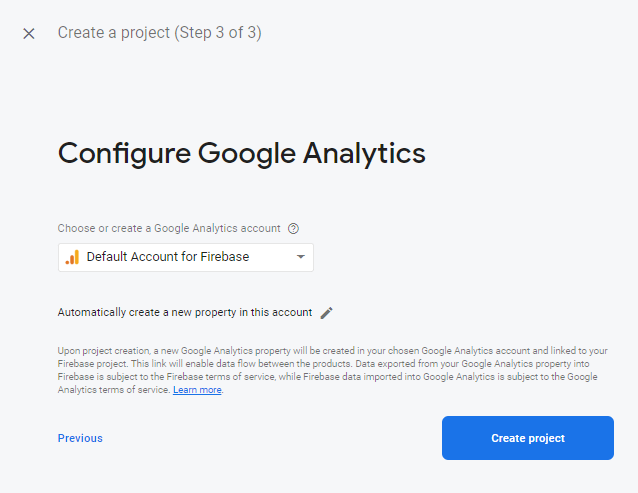 Create a project (Step 3 of 3)
Configure Google Analytics
Choose or create a Google Analytics account
Default Account for Firebase
Automatically create a new property in this account
Upon project creation, a new Google Analytics property will be created in your chosen Google Analytics account and linked to your
Firebase project. This link will enable data flow between the products. Data exported from your Google Analytics property into
Firebase is subject to the Firebase terms of service, while Firebase data imported into Google Analytics is subject to the Google
Analytics terms of service. Learn more.
Previous
Create project